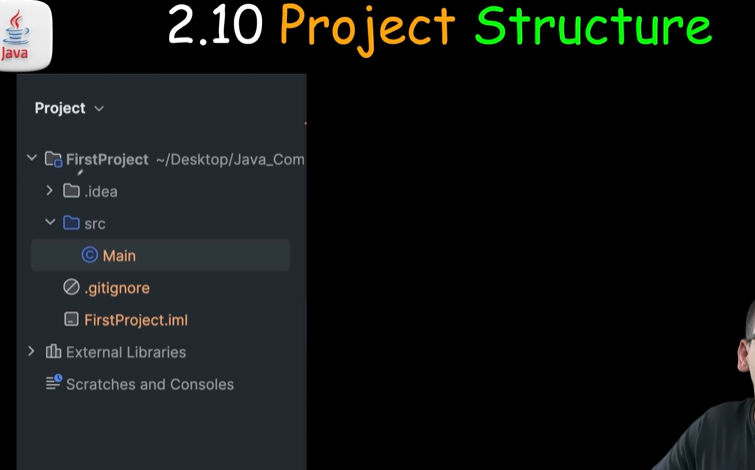 2.10 Project Structure
Java
Project
FirstProject ~/Desktop/Java_Com
.idea
src
C Main
.gitignore
FirstProject.iml
External Libraries
Scratches and Consoles